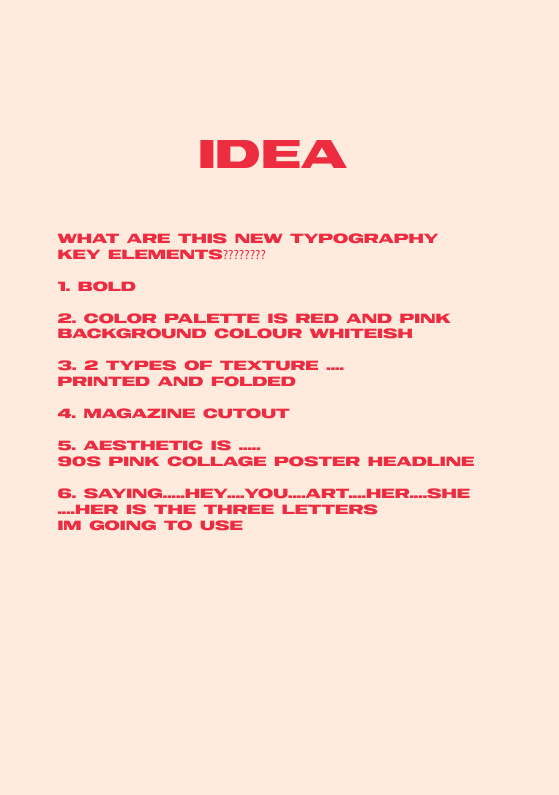 IDEA
WHAT ARE THIS NEW TYPOGRAPHY
KEY ELEMENTS????????
1. BOLD
2. COLOR PALETTE IS RED AND PINK
BACKGROUND COLOUR WHITEISH
3. 2 TYPES OF TEXTURE ....
PRINTED AND FOLDED
4. MAGAZINE CUTOUT
5. AESTHETIC IS .....
90S PINK COLLAGE POSTER HEADLINE
6. SAYING.....HEY....YOU....ART....HER....SHE
....HER IS THE THREE LETTERS
IM GOING TO USE